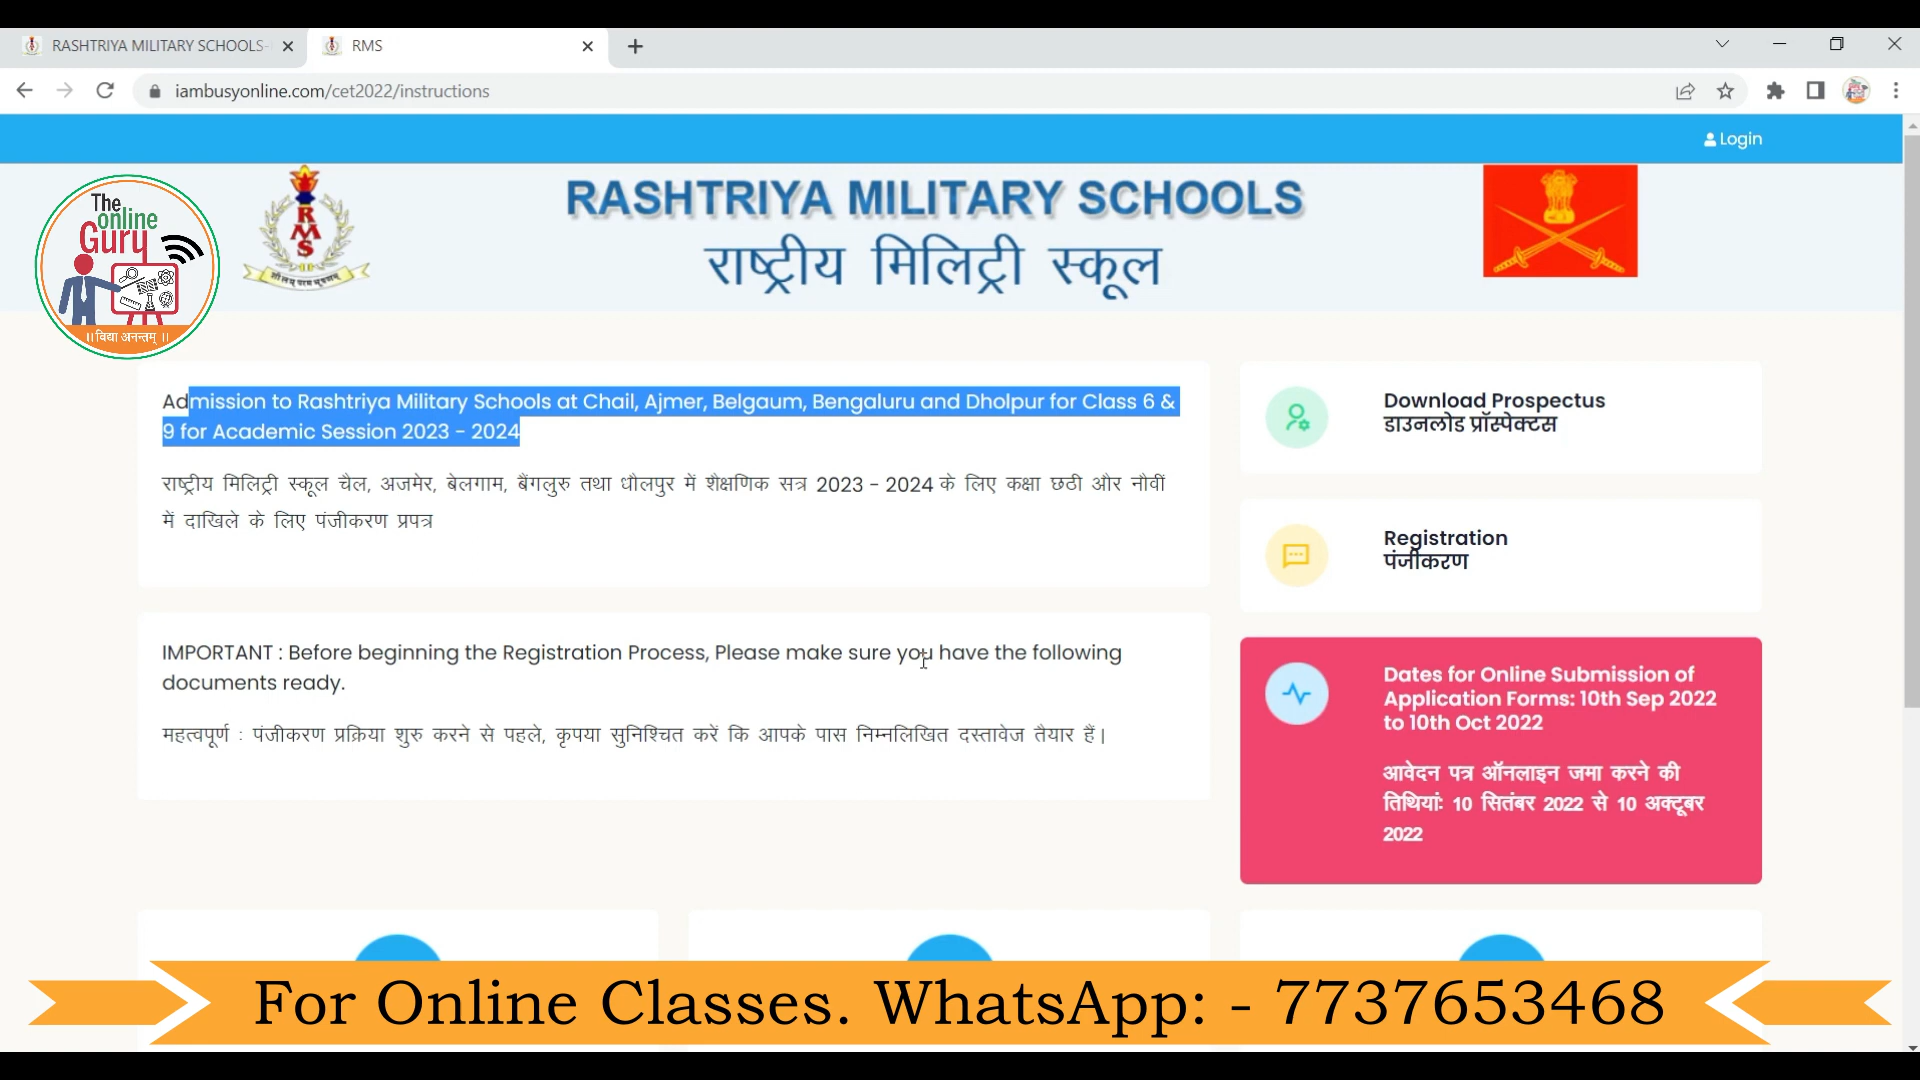 RASHTRIYA MILITARY SCHOOLS-
RMS
iambusyonline.com/cet2022/instructions
Login
The
online
Guru
।। विद्या अनन्तम् ।।
RMS
RASHTRIYA MILITARY SCHOOLS
राष्ट्रीय मिलिट्री स्कूल
Admission to Rashtriya Military Schools at Chail, Ajmer, Belgaum, Bengaluru and Dholpur for Class 6 &
9 for Academic Session 2023 - 2024
राष्ट्रीय मिलिट्री स्कूल चैल, अजमेर, बेलगाम, बैंगलुरु तथा धौलपुर में शैक्षणिक सत्र 2023 - 2024 के लिए कक्षा छठी और नौवीं
में दाखिले के लिए पंजीकरण प्रपत्र
IMPORTANT : Before beginning the Registration Process, Please make sure you have the following
documents ready.
महत्वपूर्ण : पंजीकरण प्रक्रिया शुरु करने से पहले, कृपया सुनिश्चित करें कि आपके पास निम्नलिखित दस्तावेज तैयार हैं।
Download Prospectus
डाउनलोड प्रॉस्पेक्टस
Registration
पंजीकरण
Dates for Online Submission of
Application Forms: 10th Sep 2022
to 10th Oct 2022
आवेदन पत्र ऑनलाइन जमा करने की
तिथियां: 10 सितंबर 2022 से 10 अक्टूबर
2022
For Online Classes. WhatsApp: - 7737653468